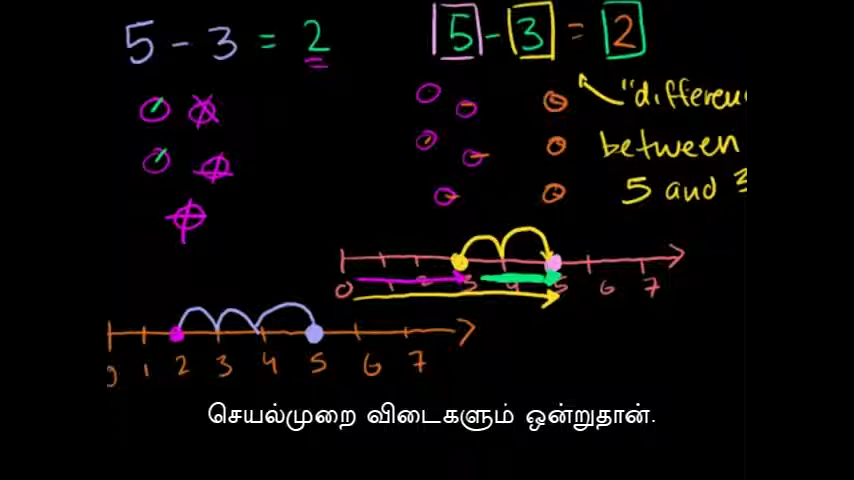 5 - 3 = 2
5 - 3 = 2
"differen
between
5 and 3
0 1 2 3 4 5 6 7
0 1 2 3 4 5 6 7
செயல்முறை விடைகளும் ஒன்றுதான்.